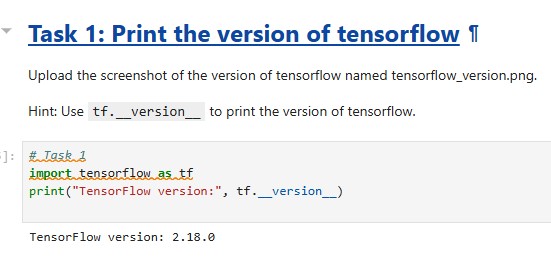 Task 1: Print the version of tensorflow ¶
Upload the screenshot of the version of tensorflow named tensorflow_version.png.
Hint: Use tf.__version__ to print the version of tensorflow.
]:
# Task 1
import tensorflow as tf
print("TensorFlow version:", tf.__version__)
TensorFlow version: 2.18.0